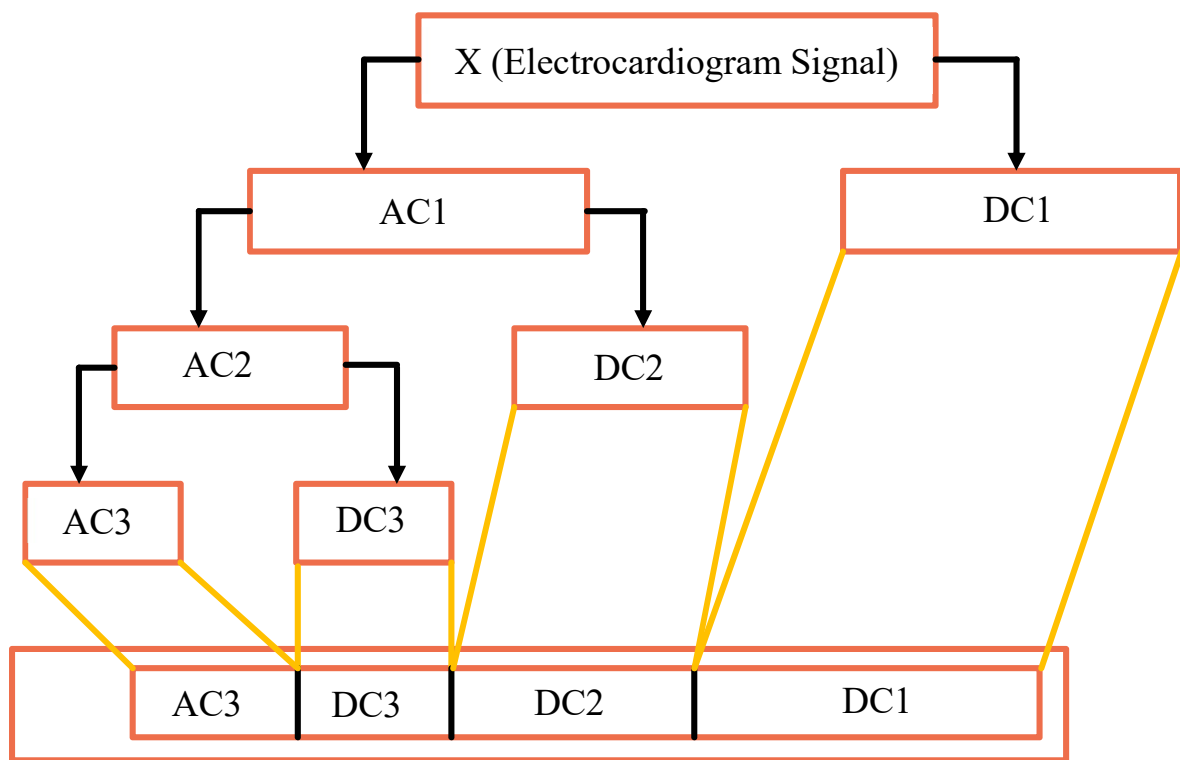 X (Electrocardiogram Signal)
AC1
DC1
AC2
DC2
AC3
DC3
AC3
DC3
DC2
DC1